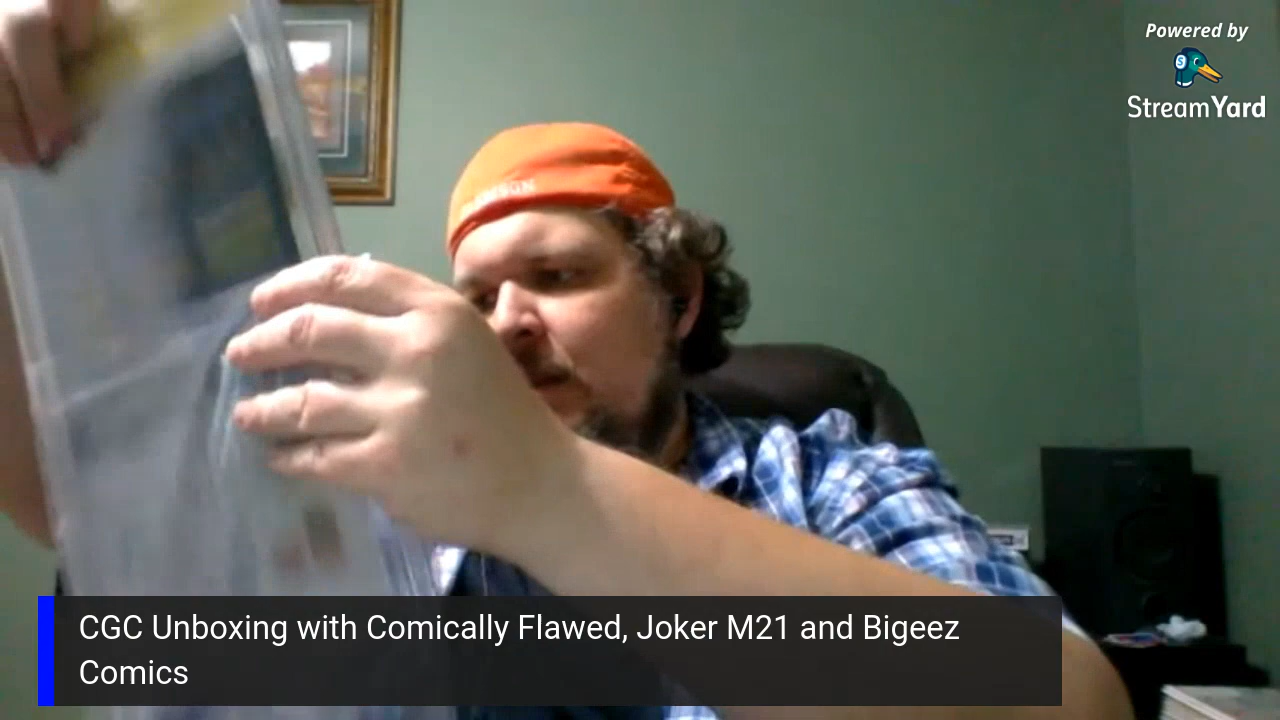 Powered by
StreamYard
CGC Unboxing with Comically Flawed, Joker M21 and Bigeez
Comics